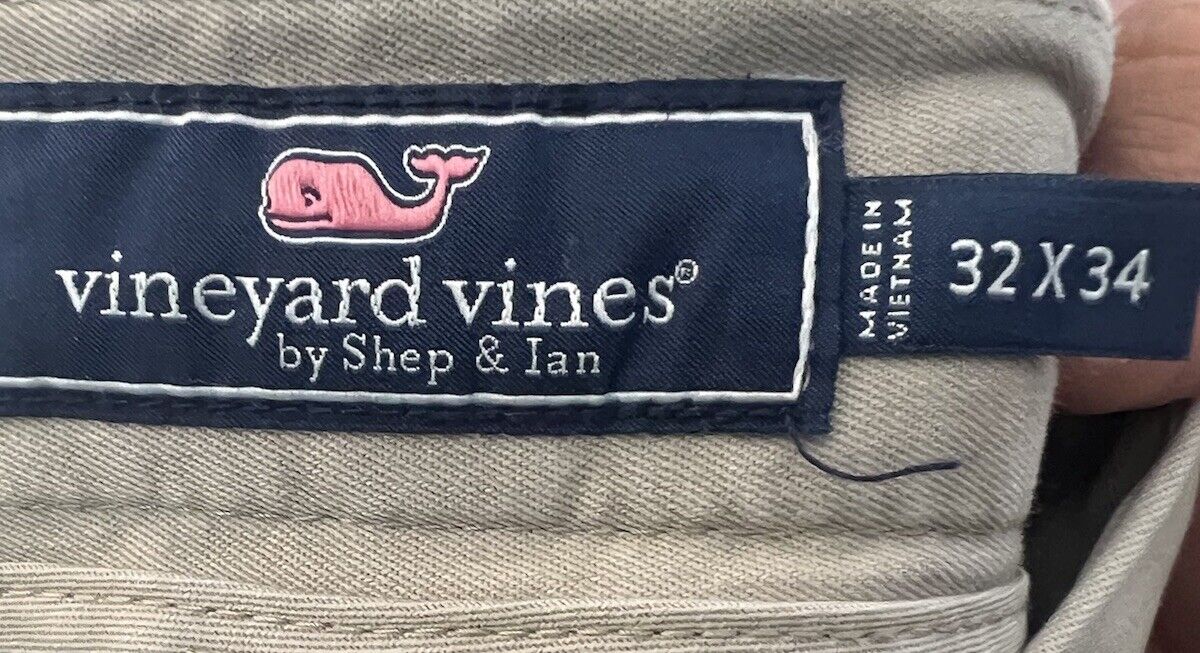 vineyard vines®
by Shep & Ian
MADE IN
VIETNAM
32 X 34